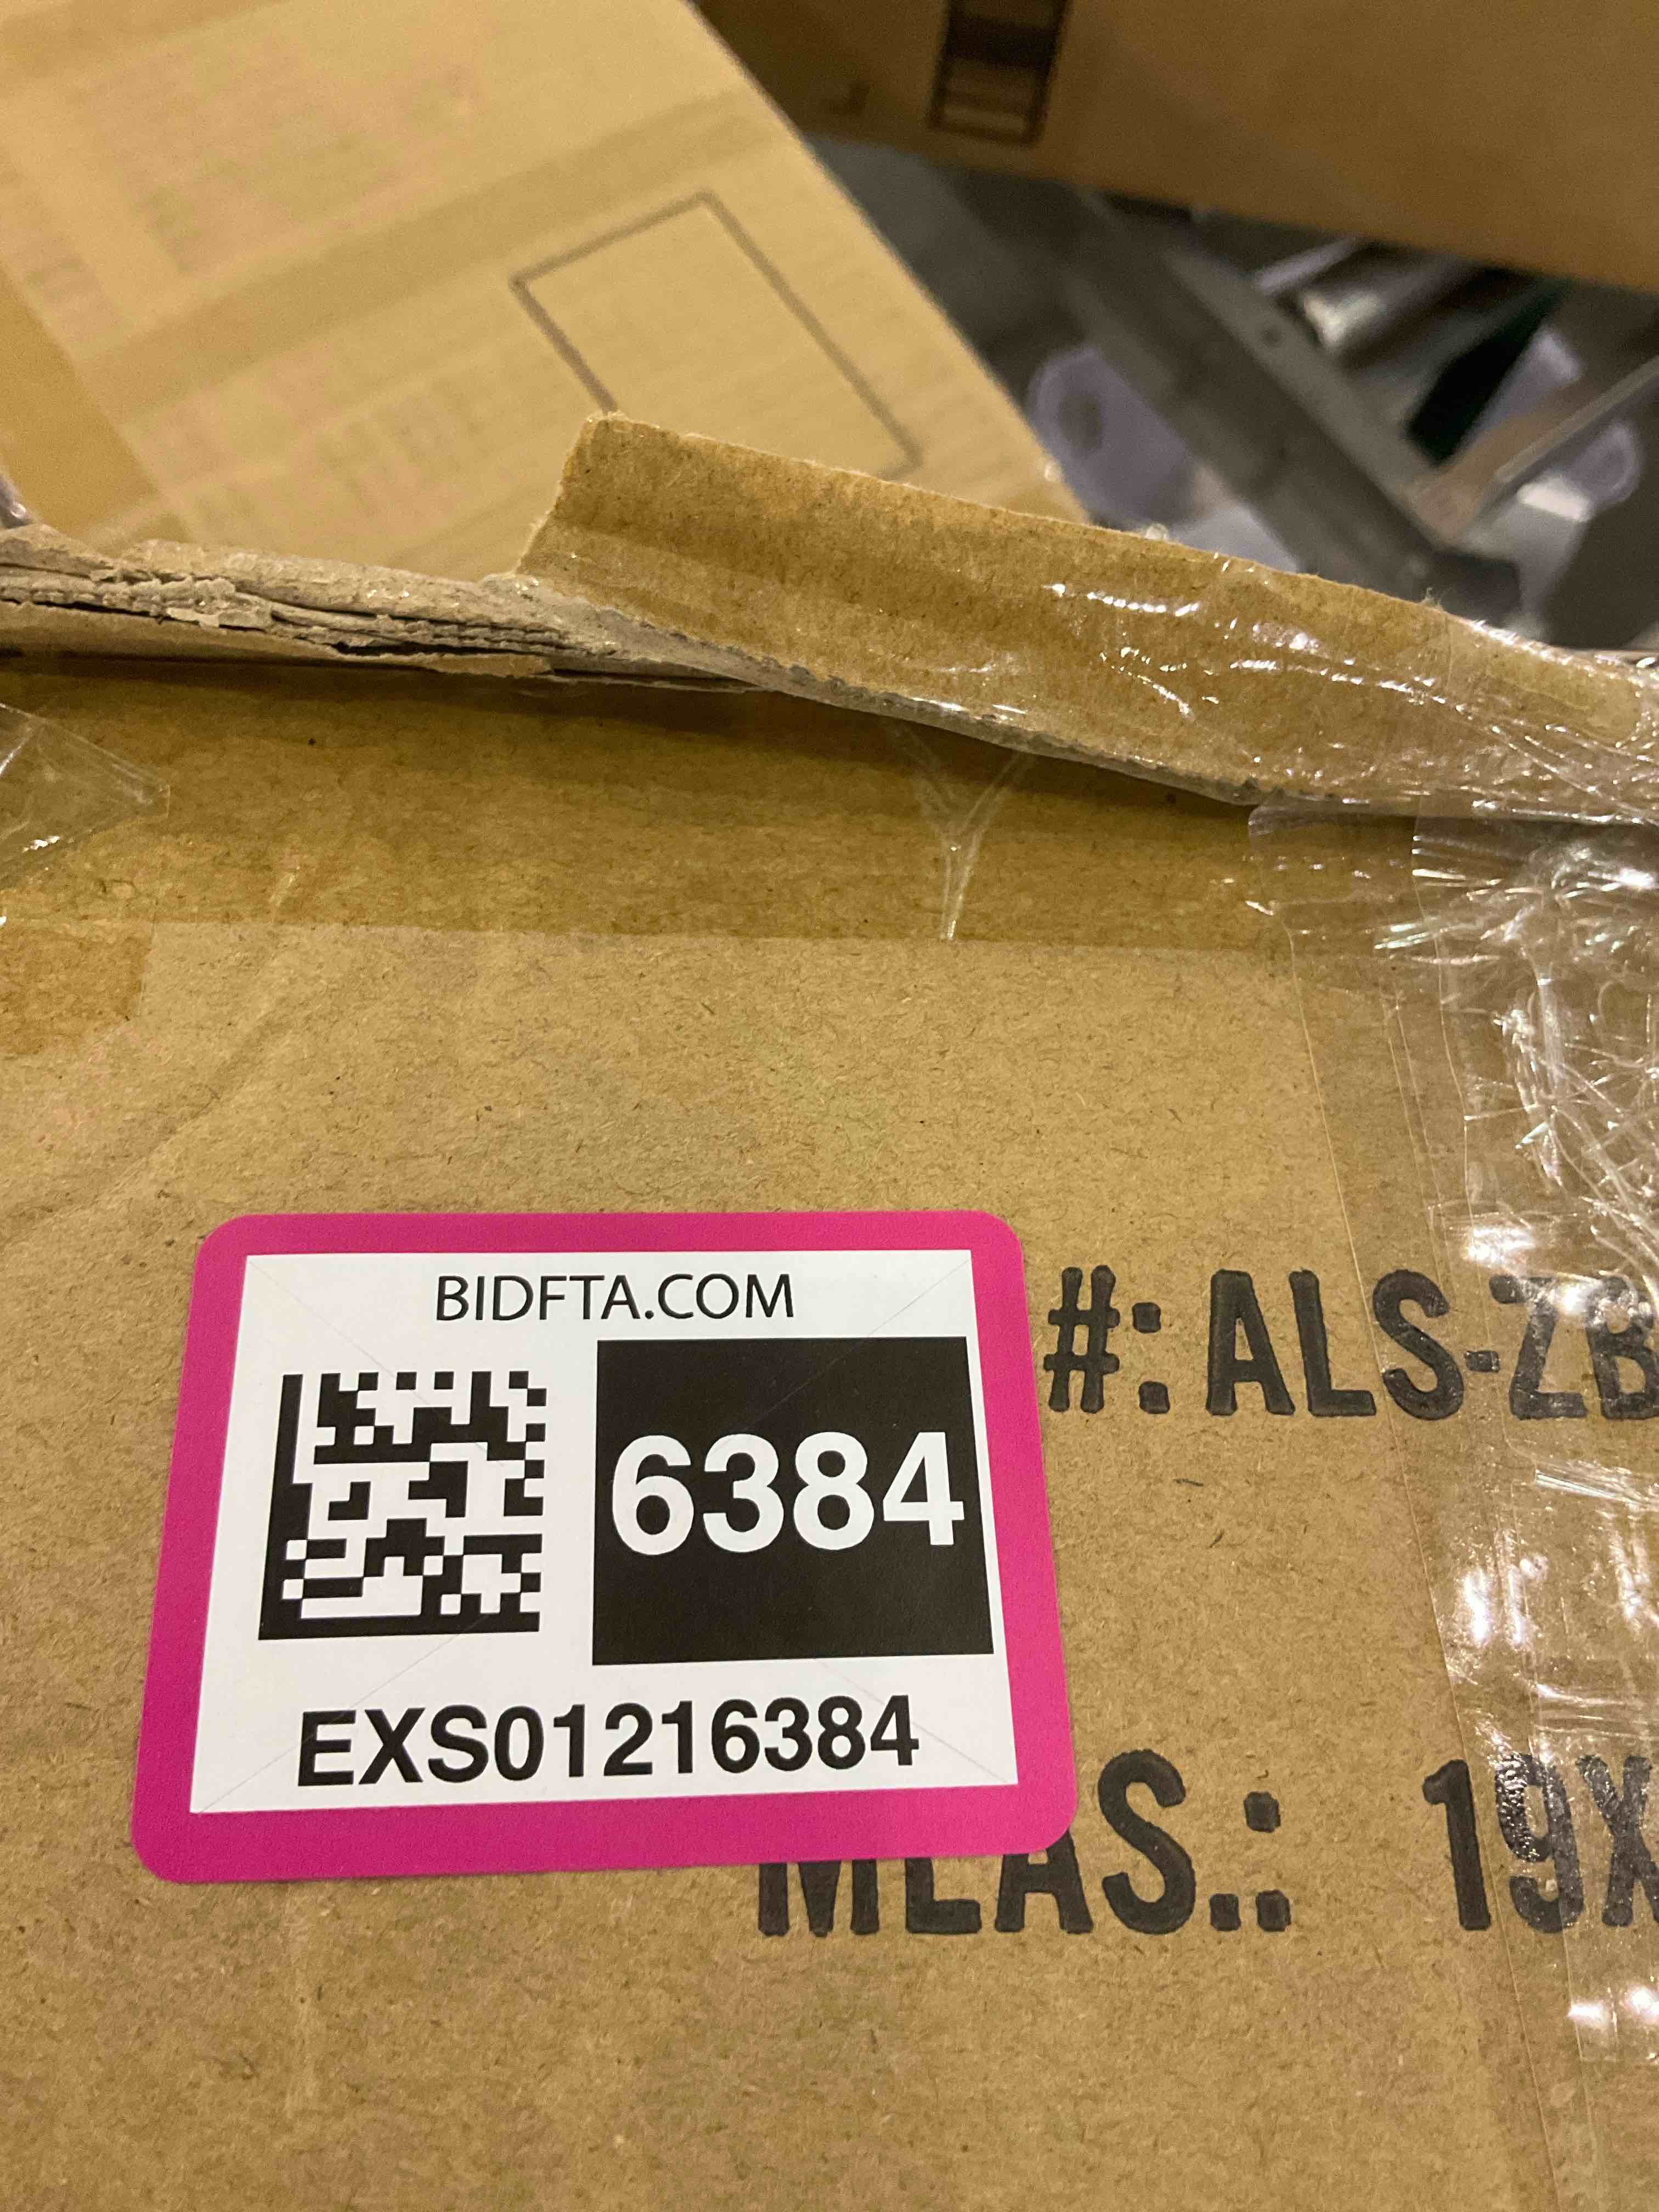 BIDFTA.COM
6384
EXS01216384
#: ALS-ZB
MEAS.: 19X